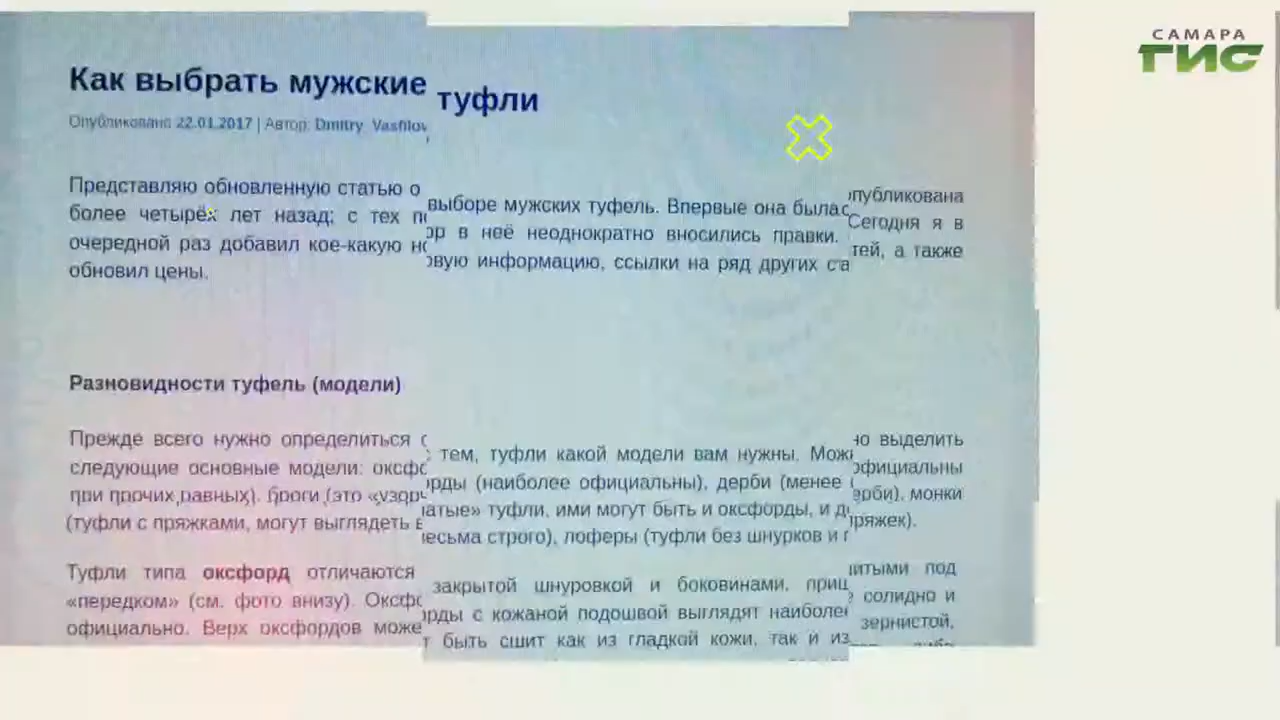 САМАРА
ГИС
Как выбрать мужские туфли
Опубликовано 22.01.2017 | Автор: Dmitry Vasfilov
Представляю обновленную статью о выборе мужских туфель. Впервые она была опубликована
более четырёх лет назад; с тех пор в неё неоднократно вносились правки. Сегодня я в
очередной раз добавил кое-какую новую информацию, ссылки на ряд других статей, а также
обновил цены.
Разновидности туфель (модели)
Прежде всего нужно определиться с тем, туфли какой модели вам нужны. Можно выделить
следующие основные модели: оксфорды (наиболее официальны), дерби (менее официальны
при прочих равных), броги (это «узорчатые» туфли, ими могут быть и оксфорды, и дерби), монки
(туфли с пряжками, могут выглядеть весьма строго), лоферы (туфли без шнурков и пряжек).
Туфли типа оксфорд отличаются закрытой шнуровкой и боковинами, пришитыми под
«передком» (см. фото внизу). Оксфорды с кожаной подошвой выглядят наиболее солидно и
официально. Верх оксфордов может быть сшит как из гладкой кожи, так и из зернистой,